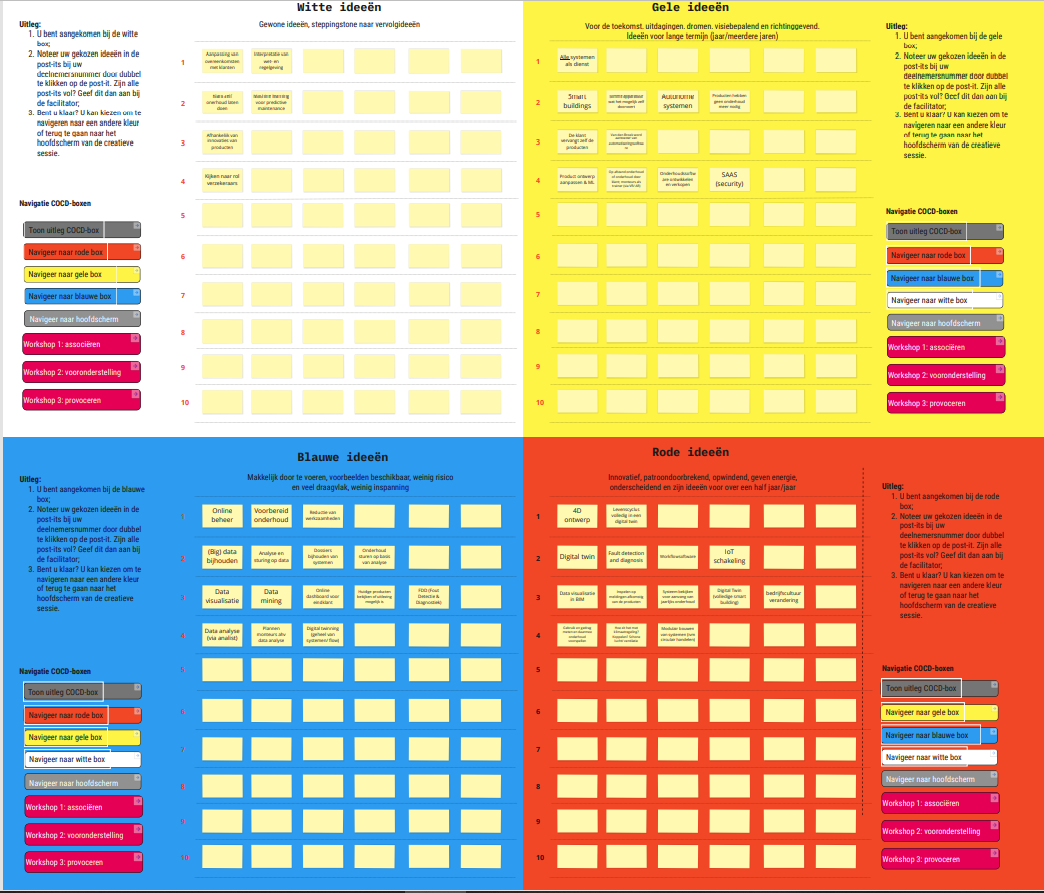 Witte ideeën
Gewone ideeën, steppingstone naar vervolgideeën
Uitleg:
1. U bent aangekomen bij de witte
box;
2. Noteer uw gekozen ideeën in de
post-its bij uw
deelnemersnummer door dubbel
te klikken op de post-it. Zijn alle
post-its vol? Geef dit dan aan bij
de facilitator;
3. Bent u klaar? U kan kiezen om te
navigeren naar een andere kleur
of terug te gaan naar het
hoofdscherm van de creatieve
sessie.
Navigatie COCD-boxen
Toon uitleg COCD-box
Navigeer naar rode box
Navigeer naar gele box
Navigeer naar blauwe box
Navigeer naar hoofdscherm
Workshop 1: associëren
Workshop 2: vooronderstelling
Workshop 3: provoceren
1
Aanpassing van
overeenkomsten
met klanten
Interpretatie van
wet- en
regelgeving
2
onderhoud laten
doen
voor predictive
maintenance
3
Afhankelijk van
innovaties van
producten
4
Kijken naar rol
verzekeraars
5
6
7
8
9
10
Gele ideeën
Voor de toekomst, uitdagingen, dromen, visiebepalend en richtinggevend.
Ideeën voor lange termijn (jaar/meerdere jaren)
1
Alle systemen
als dienst
2
Smart
buildings
Autonome
systemen
Producten hebben
geen onderhoud
meer nodig
3
De klant
vervangt zelf de
producten
4
Product ontwerp
aanpassen & ML
Onderhoudssoftw
are ontwikkelen
en verkopen
SAAS
(security)
5
6
7
8
9
10
Uitleg:
1. U bent aangekomen bij de gele
box;
2. Noteer uw gekozen ideeën in de
post-its bij uw
deelnemersnummer door dubbel
te klikken op de post-it. Zijn alle
post-its vol? Geef dit dan aan bij
de facilitator;
3. Bent u klaar? U kan kiezen om te
navigeren naar een andere kleur
of terug te gaan naar het
hoofdscherm van de creatieve
sessie.
Navigatie COCD-boxen
Toon uitleg COCD-box
Navigeer naar rode box
Navigeer naar blauwe box
Navigeer naar witte box
Navigeer naar hoofdscherm
Workshop 1: associëren
Workshop 2: vooronderstelling
Workshop 3: provoceren
Blauwe ideeën
Makkelijk door te voeren, voorbeelden beschikbaar, weinig risico
en veel draagvlak, weinig inspanning
Uitleg:
1. U bent aangekomen bij de blauwe
box;
2. Noteer uw gekozen ideeën in de
post-its bij uw
deelnemersnummer door dubbel
te klikken op de post-it. Zijn alle
post-its vol? Geef dit dan aan bij
de facilitator;
3. Bent u klaar? U kan kiezen om te
navigeren naar een andere kleur
of terug te gaan naar het
hoofdscherm van de creatieve
sessie.
Navigatie COCD-boxen
Toon uitleg COCD-box
Navigeer naar rode box
Navigeer naar gele box
Navigeer naar witte box
Navigeer naar hoofdscherm
Workshop 1: associëren
Workshop 2: vooronderstelling
Workshop 3: provoceren
1
Online
beheer
Voorbereid
onderhoud
Reductie van
werkzaamheden
2
(Big) data
bijhouden
Analyse en
sturing op data
Dossiers
bijhouden van
systemen
Onderhoud
sturen op basis
van analyse
3
Data
visualisatie
Data
mining
Online
dashboard voor
eindklant
Huidige producten
bekijken of uitlezing
mogelijk is
FDD (Fout
Detectie &
Diagnostiek)
4
Data analyse
(via analist)
Plannen
monteurs ahv
data analyse
Digital twinning
(geheel van
systemen/ flow)
5
6
7
8
9
10
Rode ideeën
Innovatief, patroondoorbrekend, opwindend, geven energie,
onderscheidend en zijn ideeën voor over een half jaar/jaar
1
4D
ontwerp
Levenscyclus
volledig in een
digital twin
2
Digital twin
Fault detection
and diagnosis
Workflowsoftware
IoT
schakeling
3
Data visualisatie
in BIM
Digital Twin
(volledige smart
building)
bedrijfscultuur
verandering
4
Modulair bouwen
van systemen (ivm
circulair handelen)
5
6
7
8
9
10
Uitleg:
1. U bent aangekomen bij de rode
box;
2. Noteer uw gekozen ideeën in de
post-its bij uw
deelnemersnummer door dubbel
te klikken op de post-it. Zijn alle
post-its vol? Geef dit dan aan bij
de facilitator;
3. Bent u klaar? U kan kiezen om te
navigeren naar een andere kleur
of terug te gaan naar het
hoofdscherm van de creatieve
sessie.
Navigatie COCD-boxen
Toon uitleg COCD-box
Navigeer naar gele box
Navigeer naar blauwe box
Navigeer naar witte box
Navigeer naar hoofdscherm
Workshop 1: associëren
Workshop 2: vooronderstelling
Workshop 3: provoceren